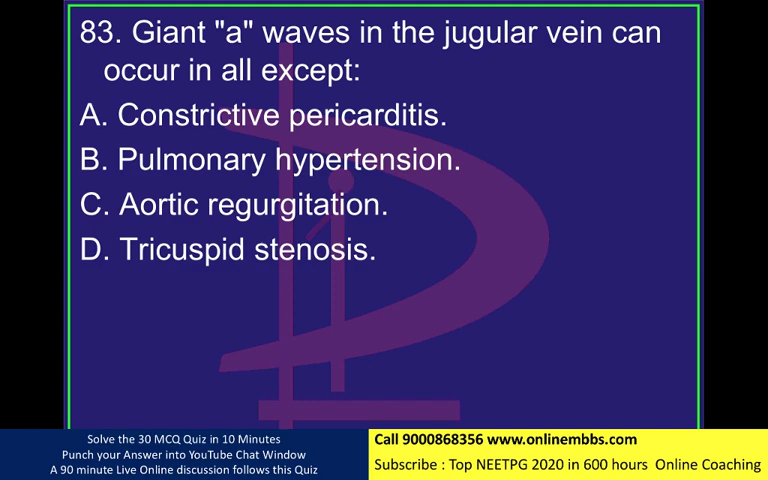 83. Giant "a" waves in the jugular vein can
occur in all except:
A. Constrictive pericarditis.
B. Pulmonary hypertension.
C. Aortic regurgitation.
D. Tricuspid stenosis.
Solve the 30 MCQ Quiz in 10 Minutes
Punch your Answer into YouTube Chat Window
A 90 minute Live Online discussion follows this Quiz
Call 9000868356 www.onlinembbs.com
Subscribe : Top NEETPG 2020 in 600 hours Online Coaching